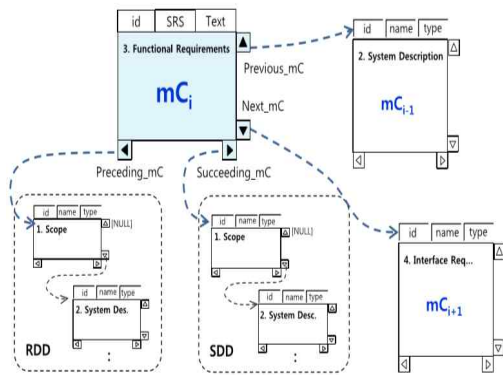 id SRS Text
3. Functional Requirements
mCi
Previous_mC
Next_mC
Preceding_mC
Succeeding_mC
id name type
2. System Description
mCi-1
id name type
1. Scope
[NULL]
id name type
2. System Des.
:
RDD
id name type
1. Scope
[NULL]
id name type
2. System Desc.
:
SDD
id name type
4. Interface Req...
mCi+1